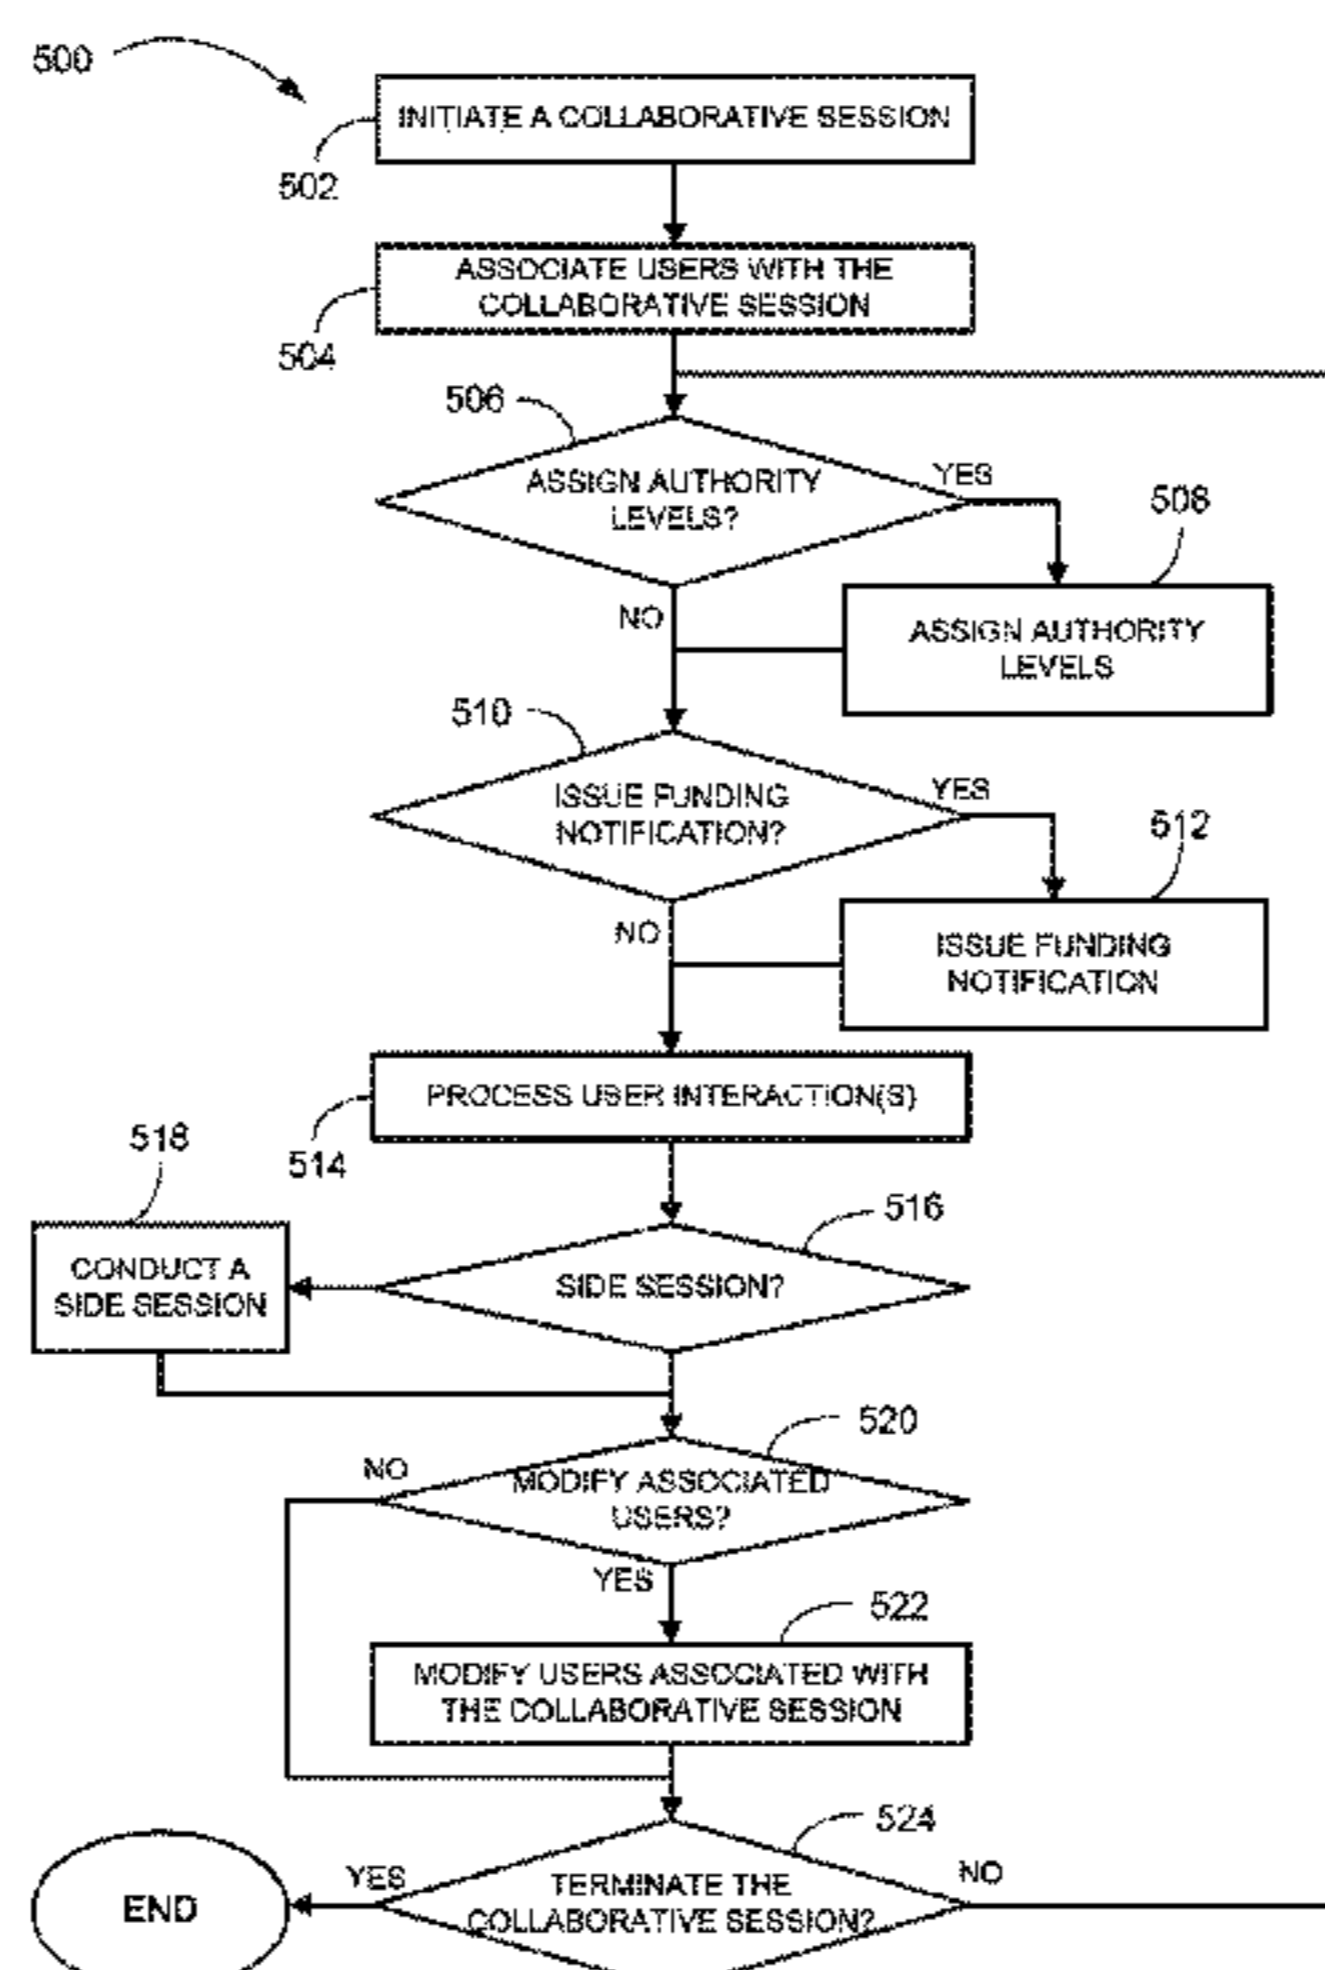 500
INITIATE A COLLABORATIVE SESSION
502
ASSOCIATE USERS WITH THE
COLLABORATIVE SESSION
504
506
ASSIGN AUTHORITY
LEVELS?
YES
508
NO
ASSIGN AUTHORITY
LEVELS
510
ISSUE FUNDING
NOTIFICATION?
YES
512
NO
ISSUE FUNDING
NOTIFICATION
PROCESS USER INTERACTION(S)
514
518
516
CONDUCT A
SIDE SESSION
SIDE SESSION?
520
NO
MODIFY ASSOCIATED
USERS?
YES
522
MODIFY USERS ASSOCIATED WITH
THE COLLABORATIVE SESSION
524
YES
NO
TERMINATE THE
COLLABORATIVE SESSION?
END